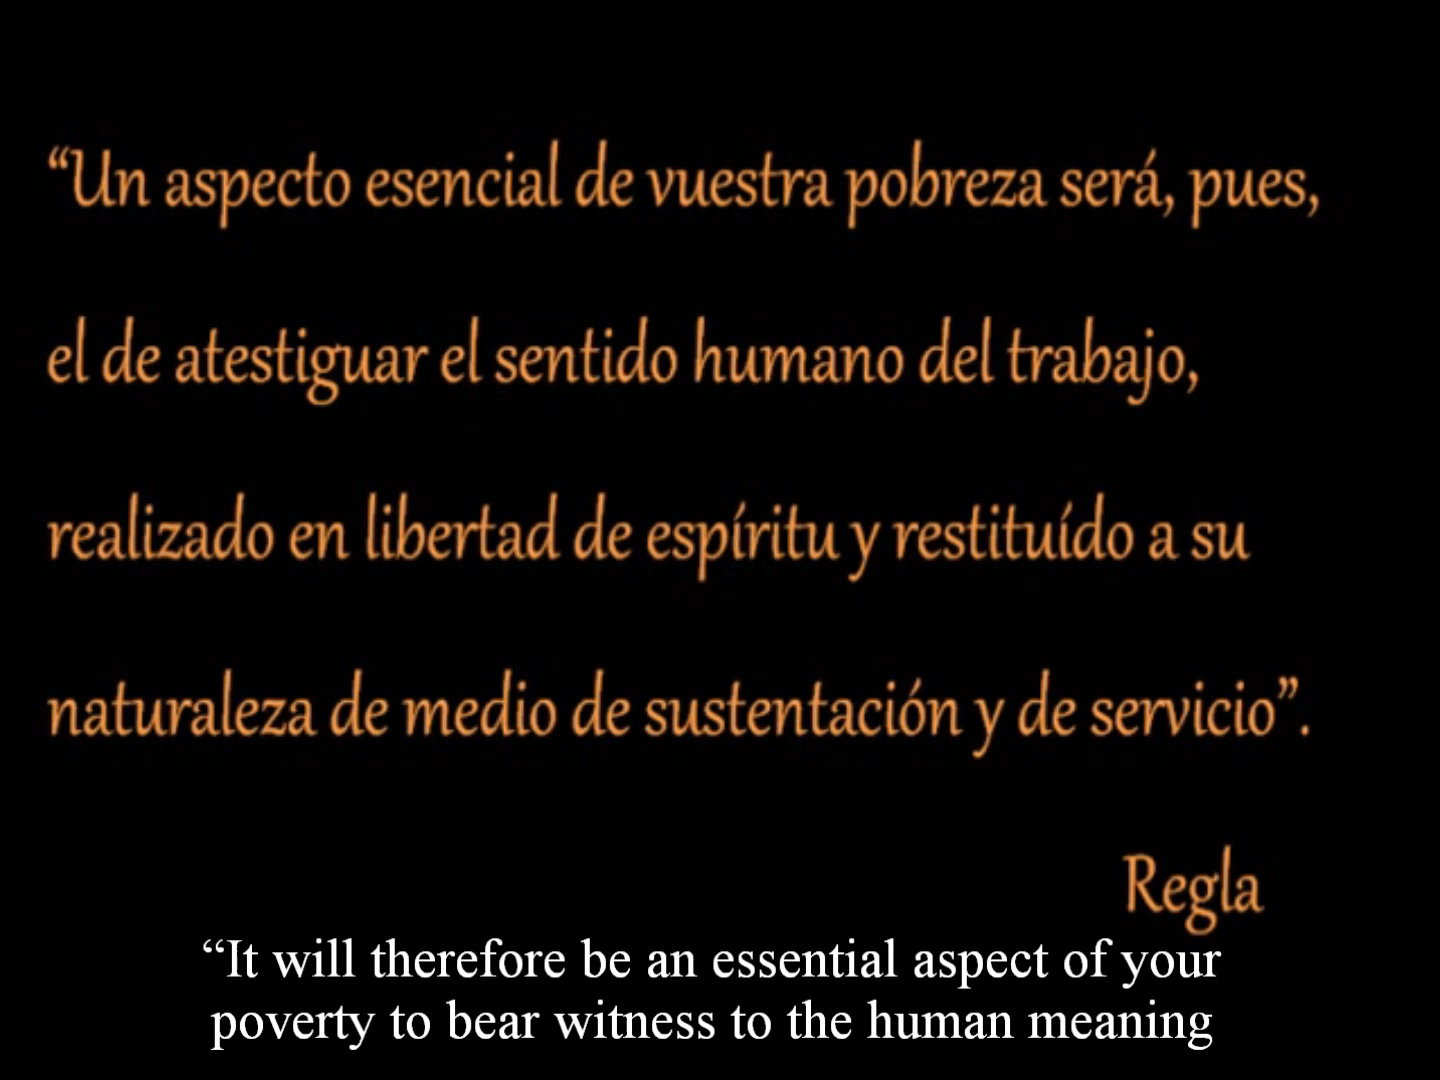 “Un aspecto esencial de vuestra pobreza será, pues,
el de atestiguar el sentido humano del trabajo,
realizado en libertad de espíritu y restituído a su
naturaleza de medio de sustentación y de servicio”.
Regla
“It will therefore be an essential aspect of your
poverty to bear witness to the human meaning